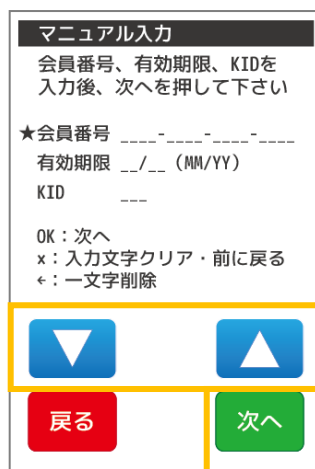 マニュアル入力
会員番号、有効期限、KIDを
入力後、次へを押して下さい
★会員番号 ____-____-____-____
有効期限 __/__ (MM/YY)
KID ___
OK：次へ
x：入力文字クリア・前に戻る
←：一文字削除
▼ ▲
戻る 次へ